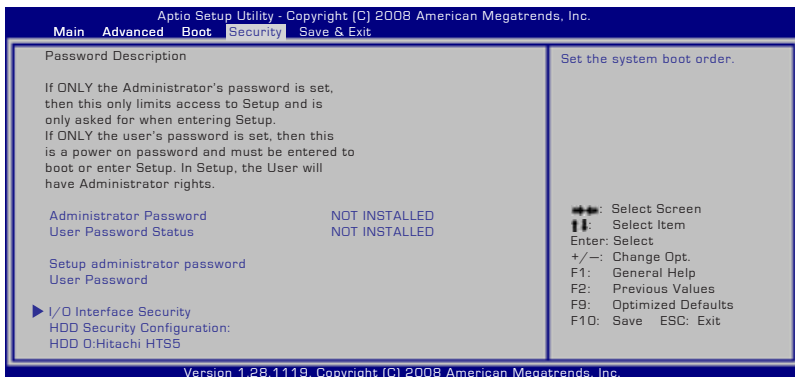 Aptio Setup Utility - Copyright (C) 2008 American Megatrends, Inc.
Main Advanced Boot Security Save & Exit
Password Description
If ONLY the Administrator's password is set,
then this only limits access to Setup and is
only asked for when entering Setup.
If ONLY the user's password is set, then this
is a power on password and must be entered to
boot or enter Setup. In Setup, the User will
have Administrator rights.
Administrator Password NOT INSTALLED
User Password Status NOT INSTALLED
Setup administrator password
User Password
I/O Interface Security
HDD Security Configuration:
HDD 0:Hitachi HTS5
Set the system boot order.
: Select Screen
: Select Item
Enter: Select
+/−: Change Opt.
F1: General Help
F2: Previous Values
F9: Optimized Defaults
F10: Save ESC: Exit
Version 1.28.1119. Copyright (C) 2008 American Megatrends, Inc.